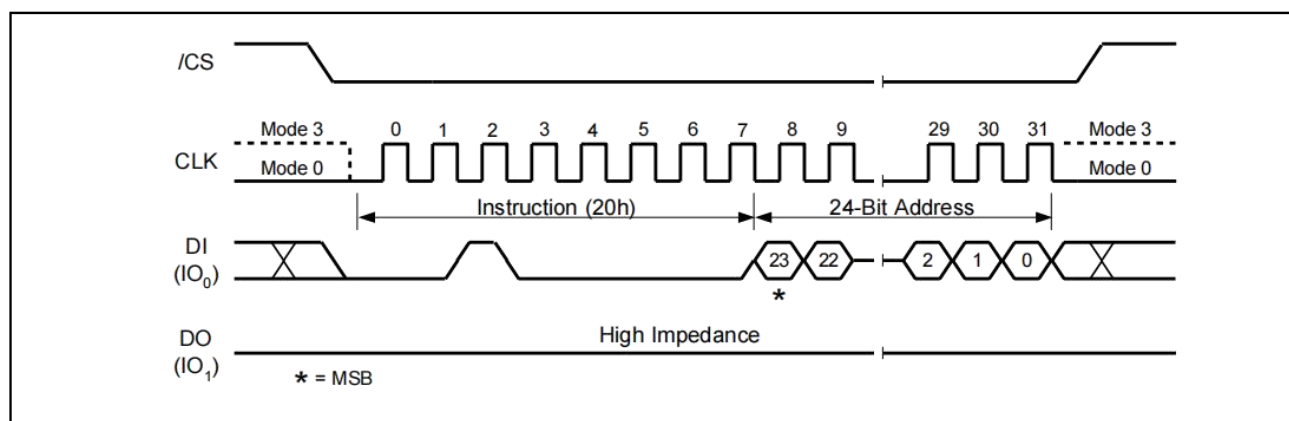 /CS
Mode 3 0 1 2 3 4 5 6 7 8 9 29 30 31 Mode 3
CLK
Mode 0 Mode 0
Instruction (20h) 24-Bit Address
DI
(IO0)
23 22 2 1 0
*
DO
(IO1)
High Impedance
* = MSB